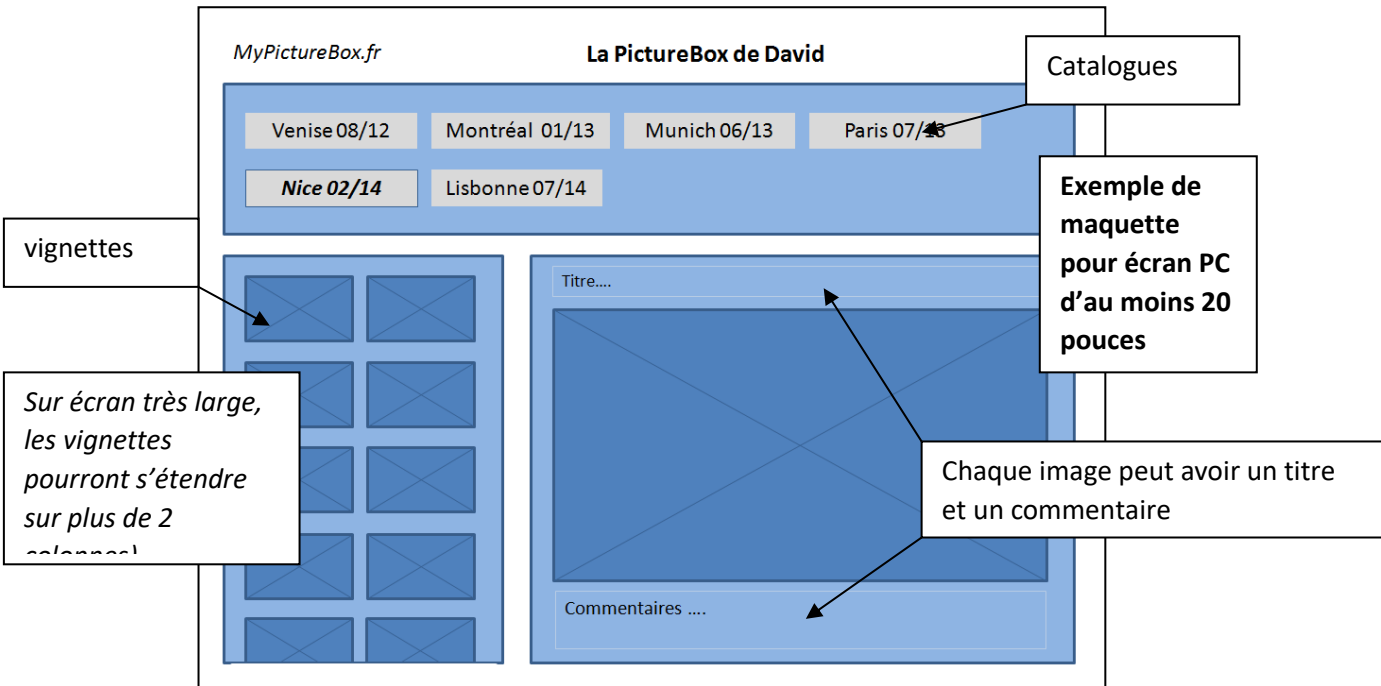 MyPictureBox.fr
La PictureBox de David
Catalogues
Venise 08/12
Montréal 01/13
Munich 06/13
Paris 07/13
Nice 02/14
Lisbonne 07/14
Exemple de
maquette
pour écran PC
d’au moins 20
pouces
vignettes
Titre....
Sur écran très large,
les vignettes
pourront s’étendre
sur plus de 2
colonnes)
Chaque image peut avoir un titre
et un commentaire
Commentaires ....